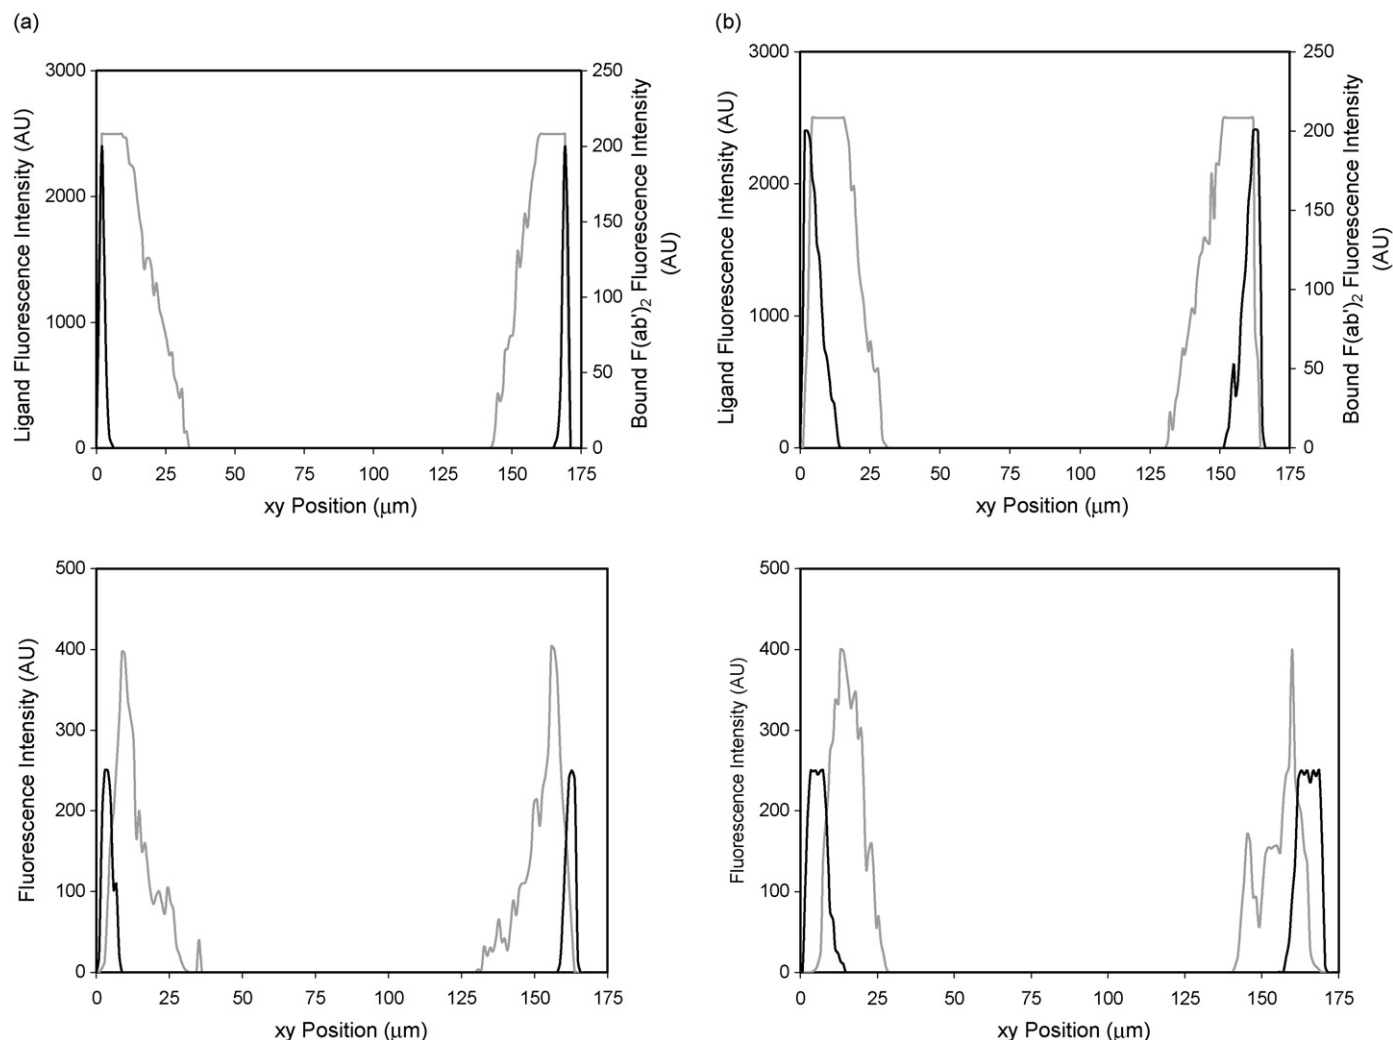 (a)
(b)
3000
2000
1000
0
Ligand Fluorescence Intensity (AU)
250
200
150
100
50
0
Bound F(ab')₂ Fluorescence Intensity
(AU)
0 25 50 75 100 125 150 175
xy Position (μm)
3000
2000
1000
0
Ligand Fluorescence Intensity (AU)
250
200
150
100
50
0
Bound F(ab')₂ Fluorescence Intensity
(AU)
0 25 50 75 100 125 150 175
xy Position (μm)
500
400
300
200
100
0
Fluorescence Intensity (AU)
0 25 50 75 100 125 150 175
xy Position (μm)
500
400
300
200
100
0
Fluorescence Intensity (AU)
0 25 50 75 100 125 150 175
xy Position (μm)